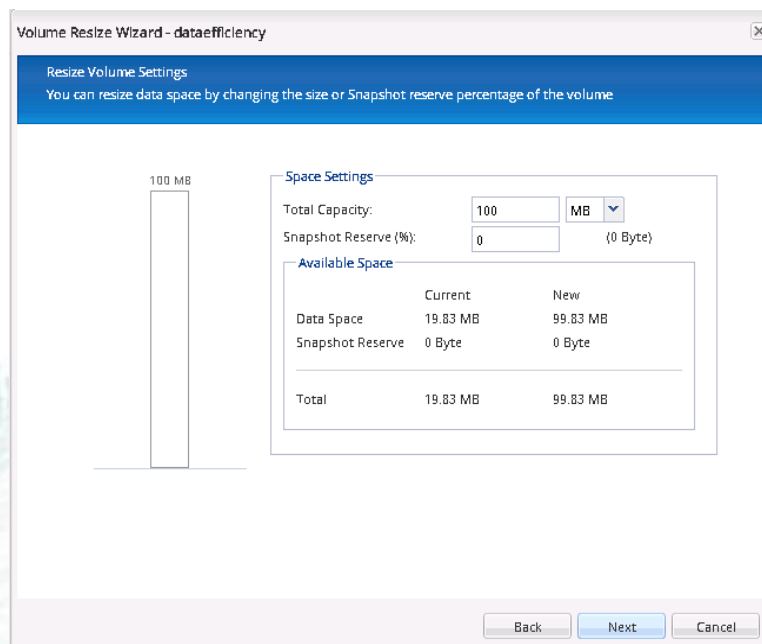 Volume Resize Wizard - dataefficiency
Resize Volume Settings
You can resize data space by changing the size or Snapshot reserve percentage of the volume
100 MB
Space Settings
Total Capacity: 100 MB
Snapshot Reserve (%): 0 (0 Byte)
Available Space
Current New
Data Space 19.83 MB 99.83 MB
Snapshot Reserve 0 Byte 0 Byte
Total 19.83 MB 99.83 MB
Back Next Cancel